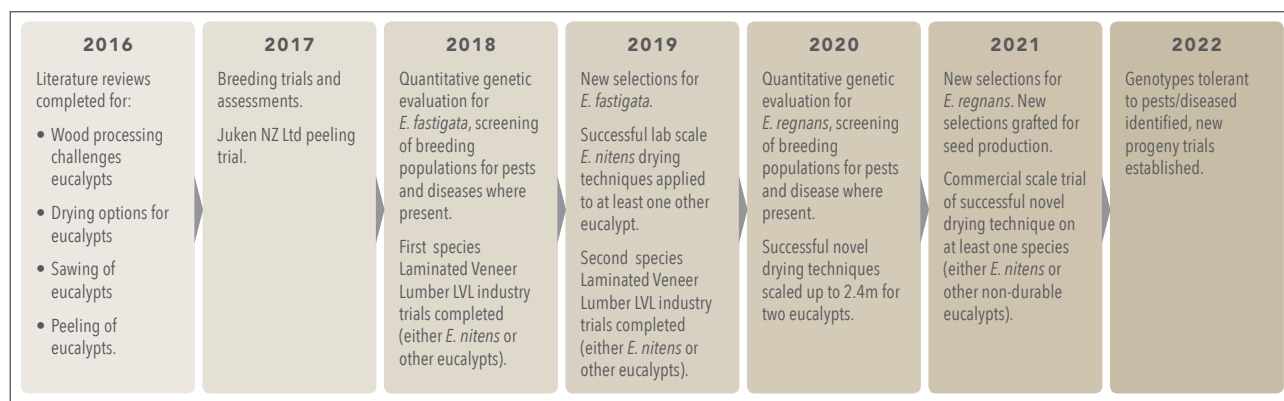 2016
Literature reviews
completed for:
• Wood processing
challenges
eucalypts
• Drying options for
eucalypts
• Sawing of
eucalypts
• Peeling of
eucalypts.
2017
Breeding trials and
assessments.
Juken NZ Ltd peeling
trial.
2018
Quantitative genetic
evaluation for
E. fastigata, screening
of breeding
populations for pests
and diseases where
present.
First species
Laminated Veneer
Lumber LVL industry
trials completed
(either E. nitens or
other eucalypts).
2019
New selections for
E. fastigata.
Successful lab scale
E. nitens drying
techniques applied
to at least one other
eucalypt.
Second species
Laminated Veneer
Lumber LVL industry
trials completed
(either E. nitens or
other eucalypts).
2020
Quantitative genetic
evaluation for
E. regnans, screening
of breeding
populations for pests
and disease where
present.
Successful novel
drying techniques
scaled up to 2.4m for
two eucalypts.
2021
New selections for
E. regnans. New
selections grafted for
seed production.
Commercial scale trial
of successful novel
drying technique on
at least one species
(either E. nitens or
other non-durable
eucalypts).
2022
Genotypes tolerant
to pests/diseased
identified, new
progeny trials
established.